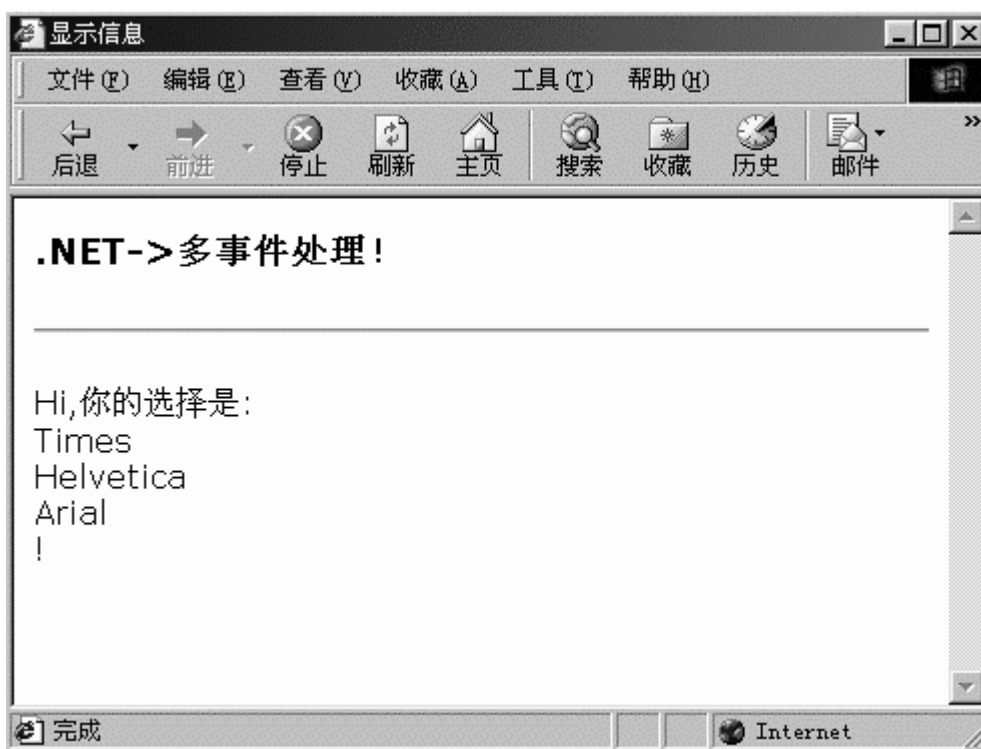 显示信息
文件(F) 编辑(E) 查看(V) 收藏(A) 工具(T) 帮助(H)
后退 前进 停止 刷新 主页 搜索 收藏 历史 邮件 »
.NET->多事件处理!
Hi,你的选择是:
Times
Helvetica
Arial
!
完成 Internet